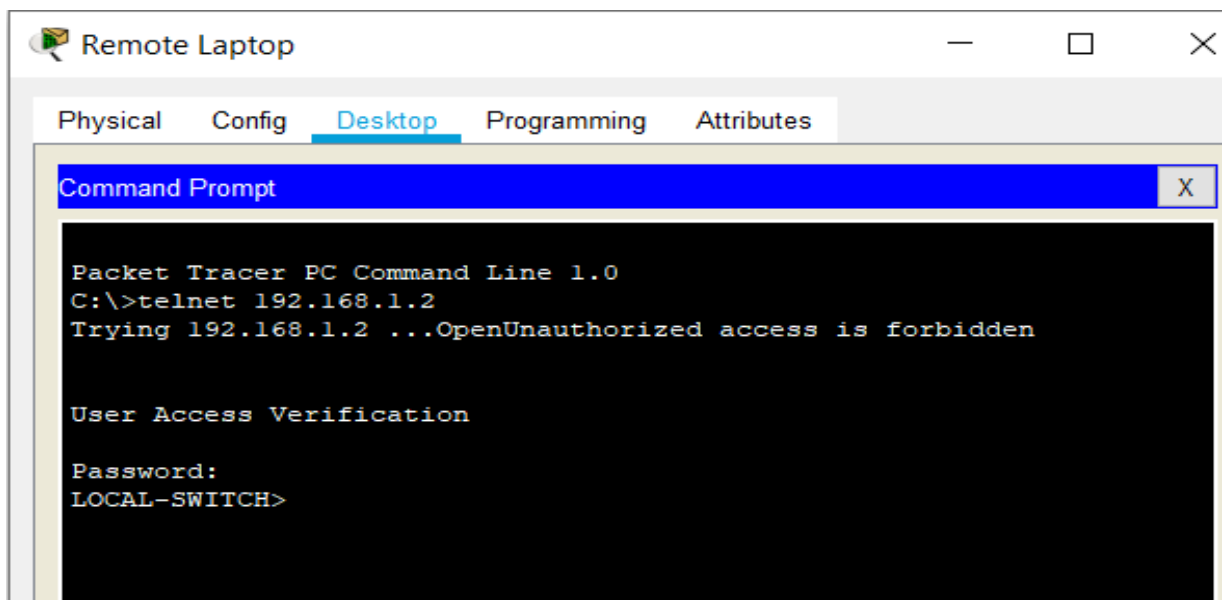 Remote Laptop
Physical Config Desktop Programming Attributes
Command Prompt X
Packet Tracer PC Command Line 1.0
C:\>telnet 192.168.1.2
Trying 192.168.1.2 ...OpenUnauthorized access is forbidden
User Access Verification
Password:
LOCAL-SWITCH>